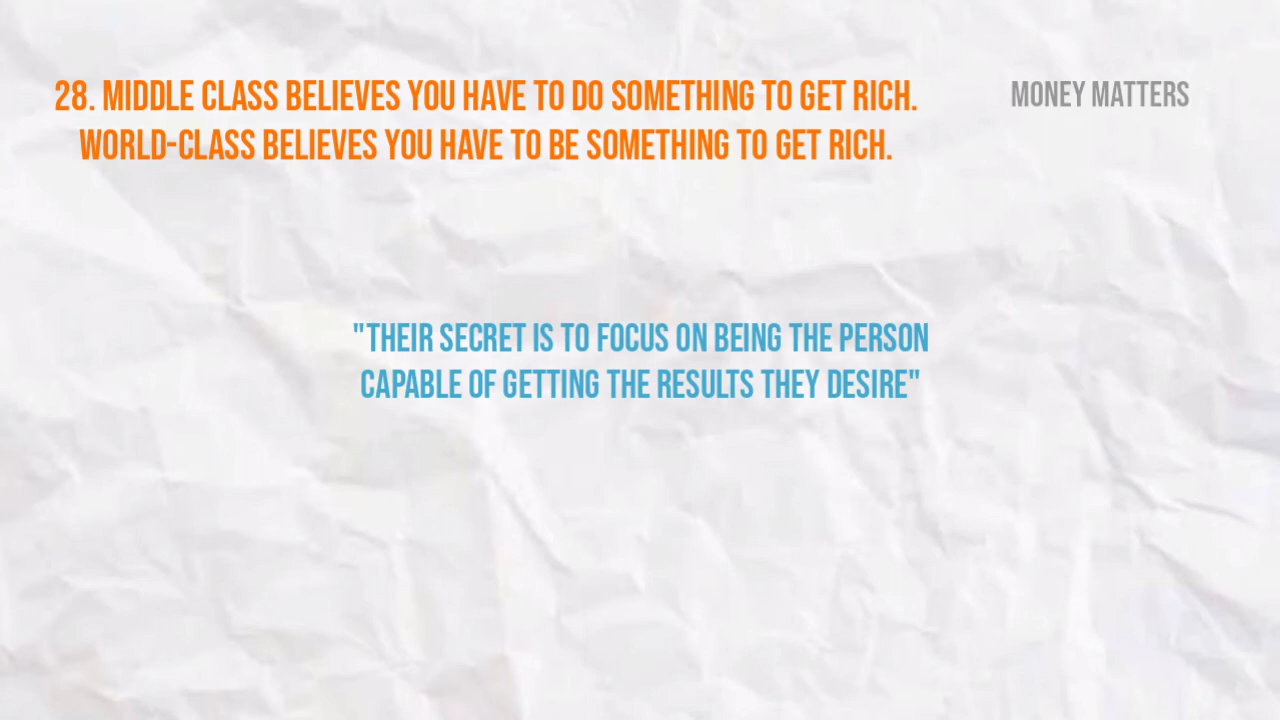 28. MIDDLE CLASS BELIEVES YOU HAVE TO DO SOMETHING TO GET RICH.
WORLD-CLASS BELIEVES YOU HAVE TO BE SOMETHING TO GET RICH.
MONEY MATTERS
"THEIR SECRET IS TO FOCUS ON BEING THE PERSON
CAPABLE OF GETTING THE RESULTS THEY DESIRE"